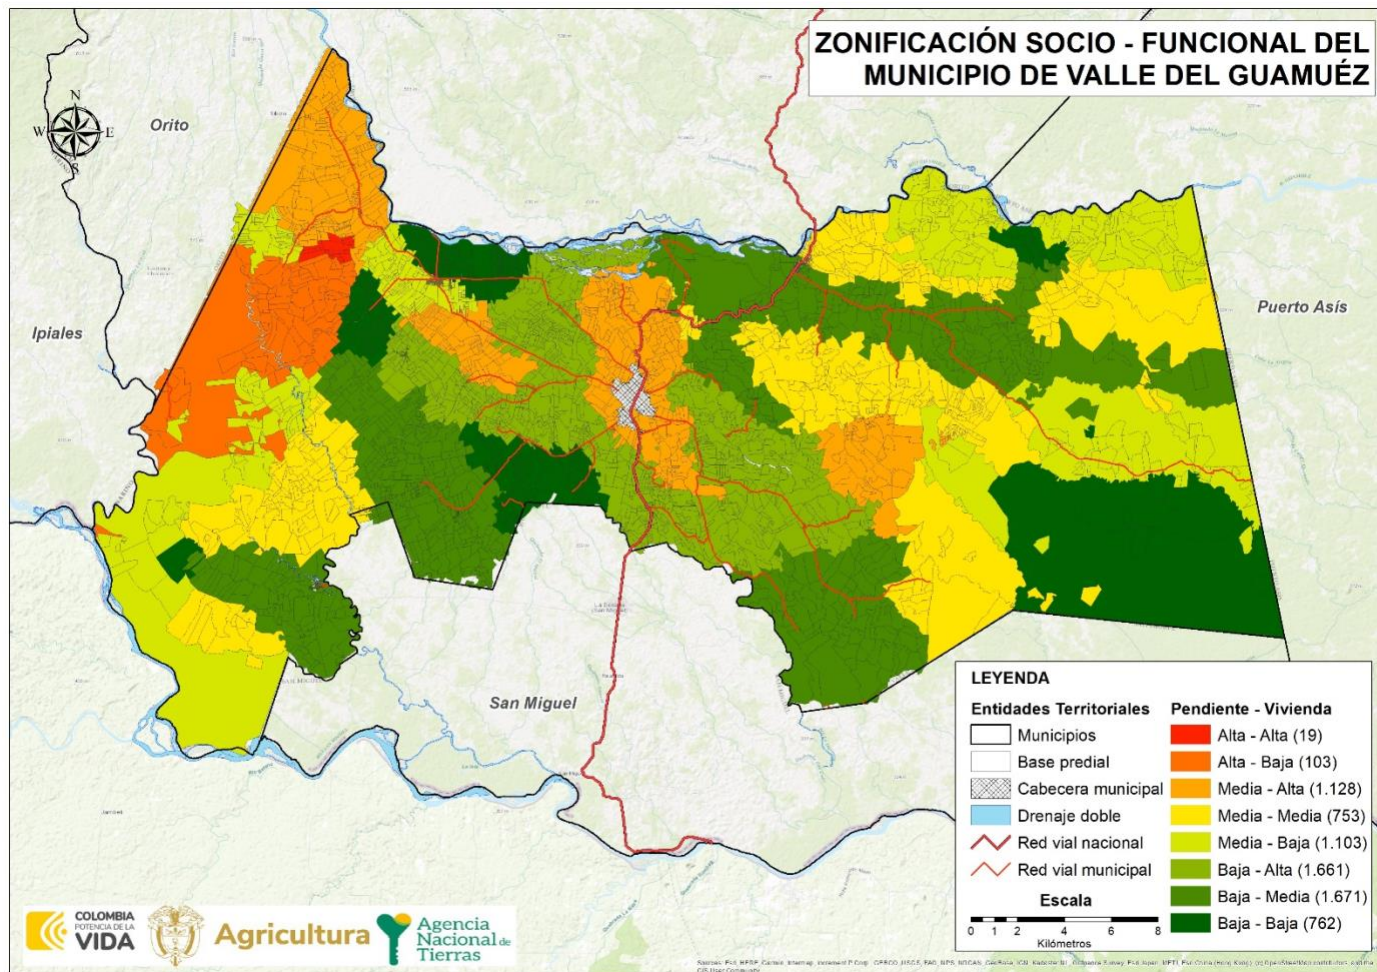 ZONIFICACIÓN SOCIO - FUNCIONAL DEL
MUNICIPIO DE VALLE DEL GUAMUÉZ
N
W E
S
Orito
Ipiales
Puerto Asís
San Miguel
LEYENDA
Entidades Territoriales
Municipios
Base predial
Cabecera municipal
Drenaje doble
Red vial nacional
Red vial municipal
Escala
0 1 2 4 6 8
Kilómetros
Pendiente - Vivienda
Alta - Alta (19)
Alta - Baja (103)
Media - Alta (1.128)
Media - Media (753)
Media - Baja (1.103)
Baja - Alta (1.661)
Baja - Media (1.671)
Baja - Baja (762)
COLOMBIA
POTENCIA DE LA
VIDA
Agricultura
Agencia
Nacional de
Tierras